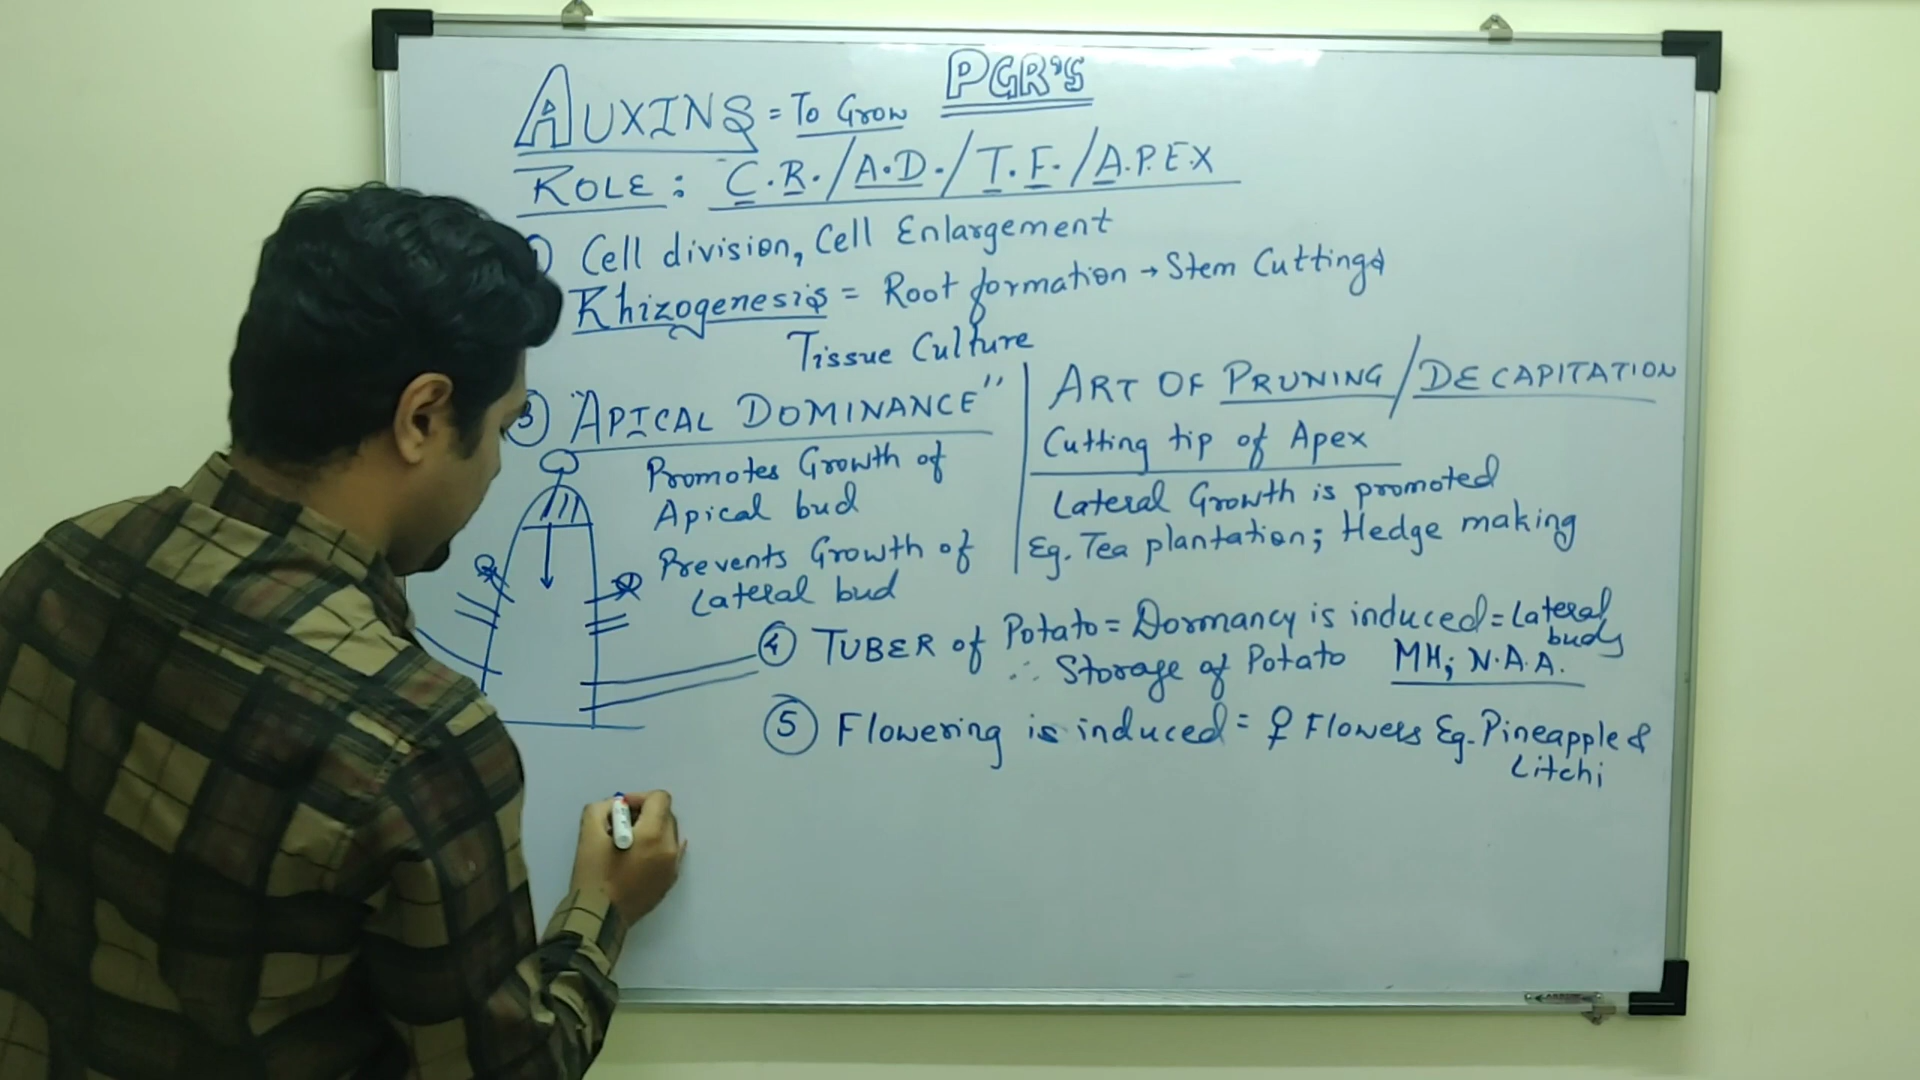 PGR'S
AUXINS = To Grow
ROLE : C.R./A.D./T.F./A.P.E.X
1) Cell division, Cell Enlargement
Rhizogenesis = Root formation → Stem Cuttings
Tissue Culture
3) "APICAL DOMINANCE"
Promotes Growth of
Apical bud
Prevents Growth of
Lateral bud
ART OF PRUNING / DECAPITATION
Cutting tip of Apex
Lateral Growth is promoted
Eg. Tea plantation; Hedge making
4 TUBER of Potato = Dormancy is induced = Lateral
buds
∴ Storage of Potato MH; N.A.A.
5 Flowering is induced = ♀ Flowers Eg. Pineapple &
Litchi